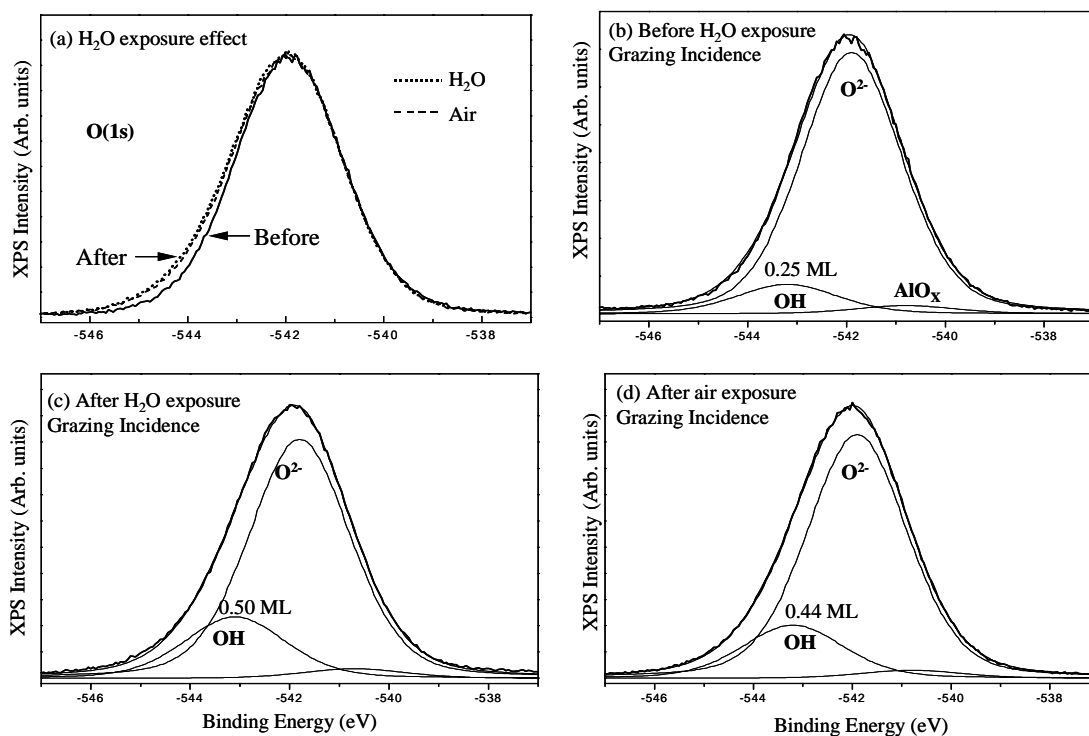 (a) H₂O exposure effect
H₂O
Air
O(1s)
Before
After
XPS Intensity (Arb. units)
-546 -544 -542 -540 -538
(b) Before H₂O exposure
Grazing Incidence
O²⁻
0.25 ML
OH
AlOₓ
XPS Intensity (Arb. units)
-546 -544 -542 -540 -538
(c) After H₂O exposure
Grazing Incidence
O²⁻
0.50 ML
OH
XPS Intensity (Arb. units)
-546 -544 -542 -540 -538
Binding Energy (eV)
(d) After air exposure
Grazing Incidence
O²⁻
0.44 ML
OH
XPS Intensity (Arb. units)
-546 -544 -542 -540 -538
Binding Energy (eV)